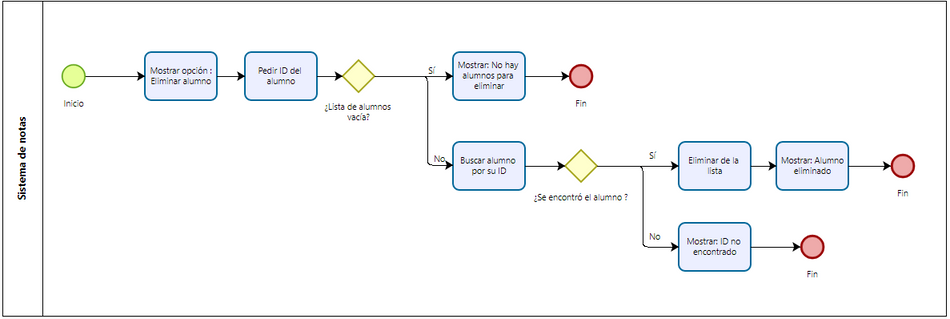 Sistema de notas
Inicio
Mostrar opción :
Eliminar alumno
Pedir ID del
alumno
¿Lista de alumnos
vacía?
Sí
Mostrar: No hay
alumnos para
eliminar
Fin
No
Buscar alumno
por su ID
¿Se encontró el alumno ?
Sí
Eliminar de la
lista
Mostrar: Alumno
eliminado
Fin
No
Mostrar: ID no
encontrado
Fin